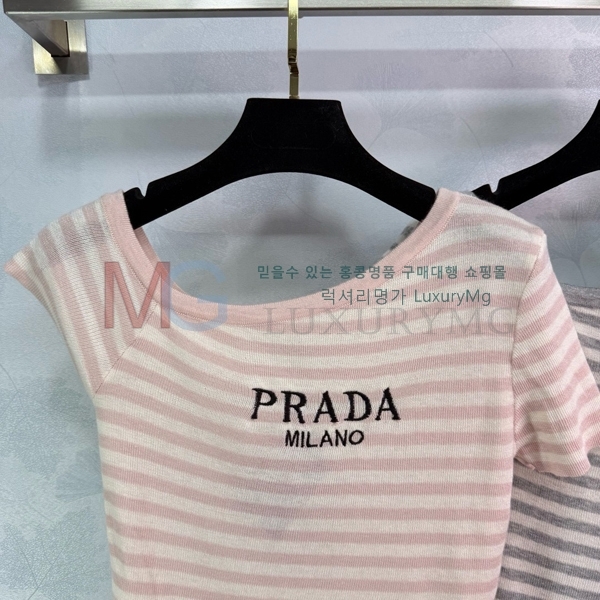 믿을수 있는 홍콩명품 구매대행 쇼핑몰
MG
럭셔리명가 LuxuryMg
LUXURYMG
PRADA
MILANO